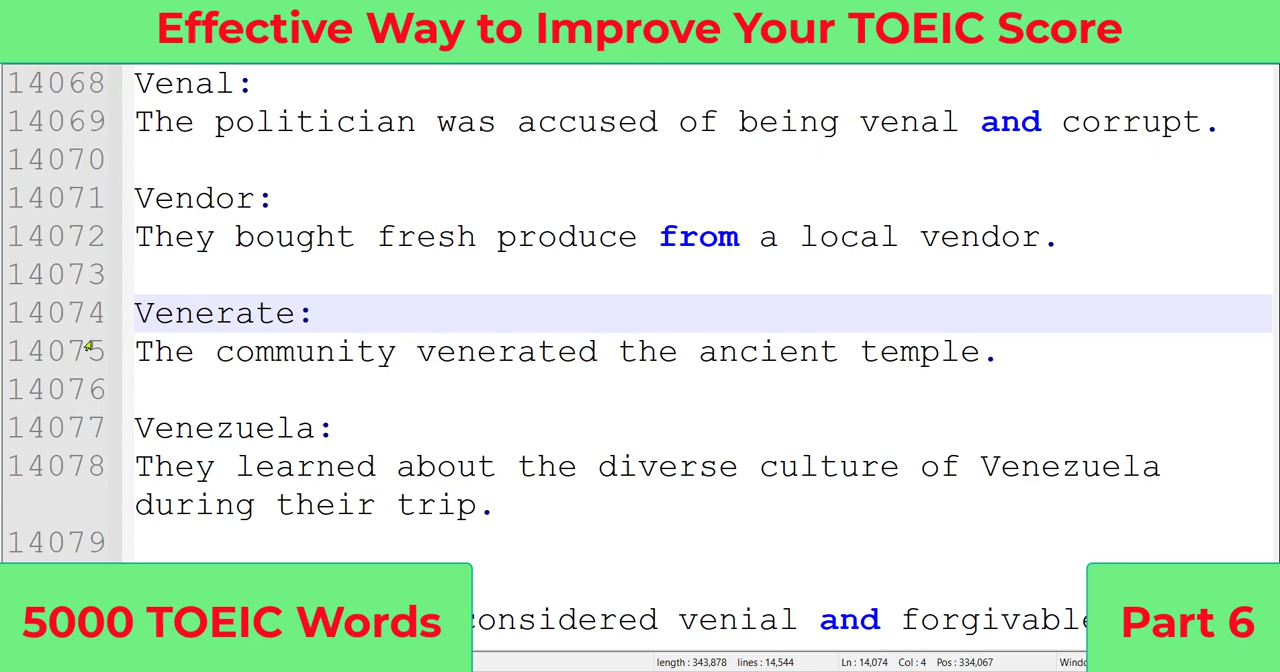 Effective Way to Improve Your TOEIC Score
14068 Venal:
14069 The politician was accused of being venal and corrupt.
14070
14071 Vendor:
14072 They bought fresh produce from a local vendor.
14073
14074 Venerate:
14075 The community venerated the ancient temple.
14076
14077 Venezuela:
14078 They learned about the diverse culture of Venezuela
during their trip.
14079
considered venial and forgivable
5000 TOEIC Words
Part 6
length : 343,878 lines : 14,544 Ln : 14,074 Col : 4 Pos : 334,067 Windo